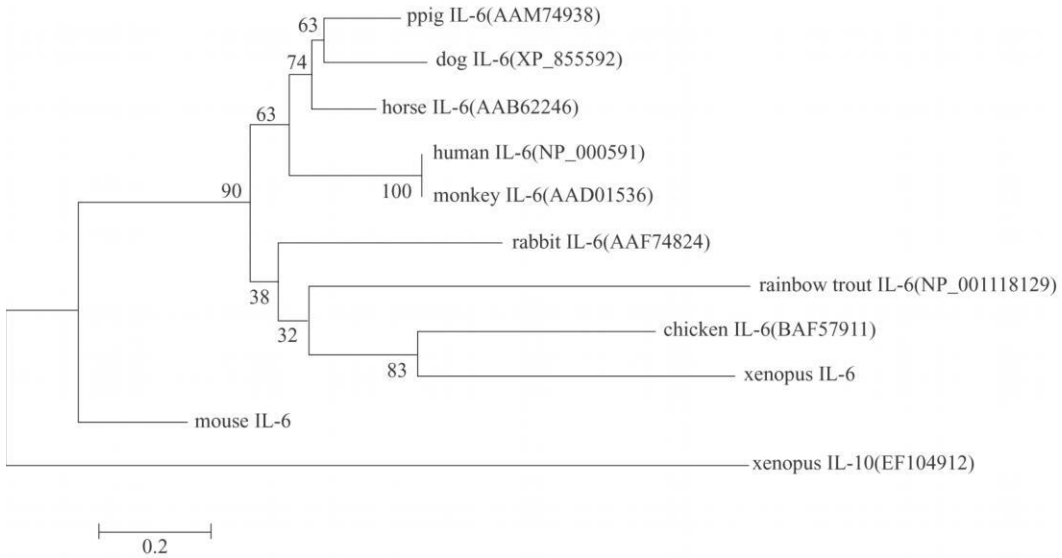 ppig IL-6(AAM74938)
63
dog IL-6(XP_855592)
74
horse IL-6(AAB62246)
63
human IL-6(NP_000591)
100
monkey IL-6(AAD01536)
90
rabbit IL-6(AAF74824)
38
rainbow trout IL-6(NP_001118129)
32
chicken IL-6(BAF57911)
83
xenopus IL-6
mouse IL-6
xenopus IL-10(EF104912)
0.2